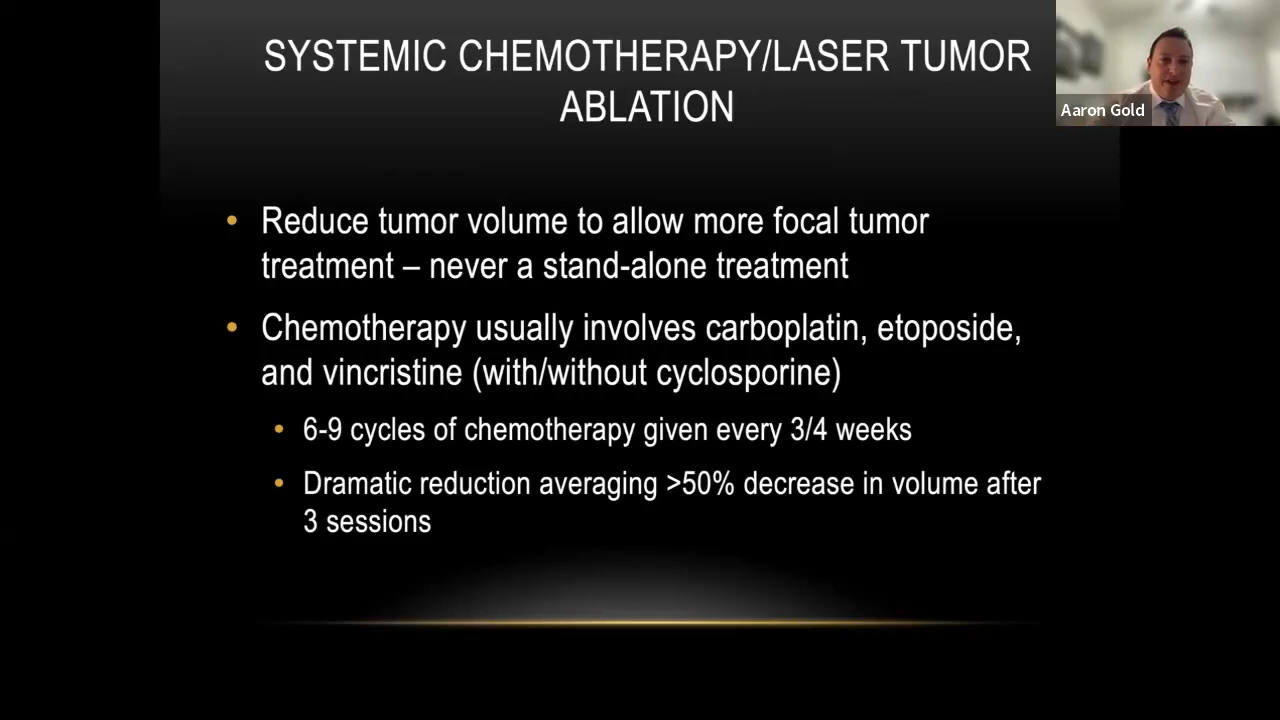 SYSTEMIC CHEMOTHERAPY/LASER TUMOR
ABLATION
Aaron Gold
• Reduce tumor volume to allow more focal tumor
treatment – never a stand-alone treatment
• Chemotherapy usually involves carboplatin, etoposide,
and vincristine (with/without cyclosporine)
• 6-9 cycles of chemotherapy given every 3/4 weeks
• Dramatic reduction averaging >50% decrease in volume after
3 sessions